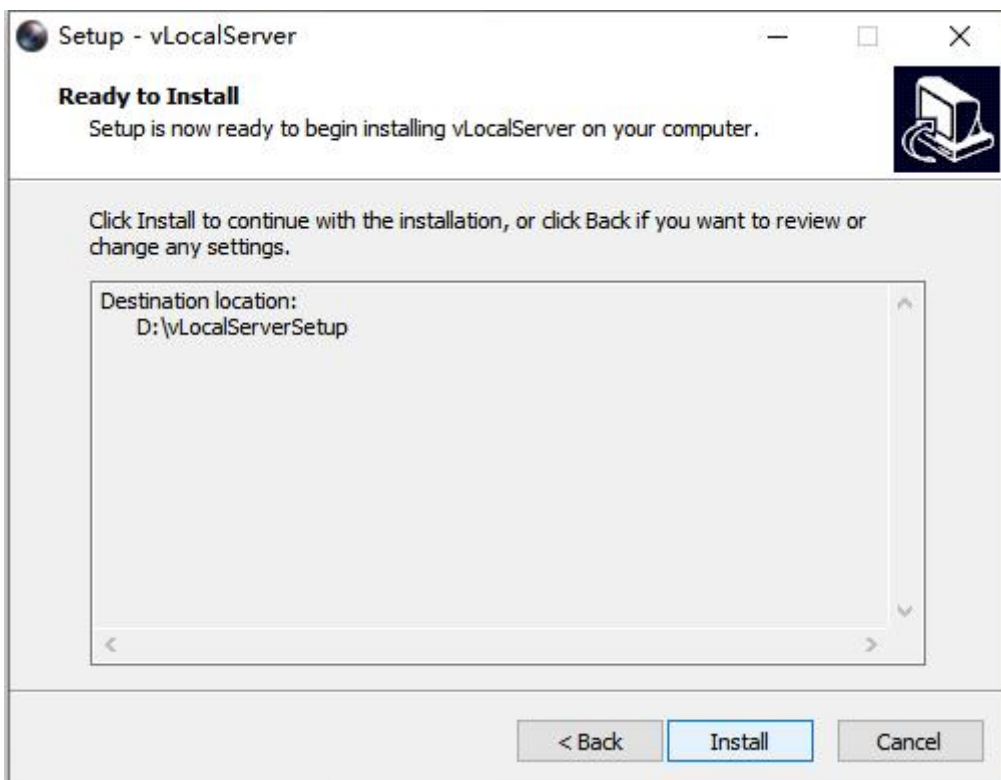 Setup - vLocalServer
Ready to Install
Setup is now ready to begin installing vLocalServer on your computer.
Click Install to continue with the installation, or click Back if you want to review or
change any settings.
Destination location:
D:\vLocalServerSetup
< Back
Install
Cancel